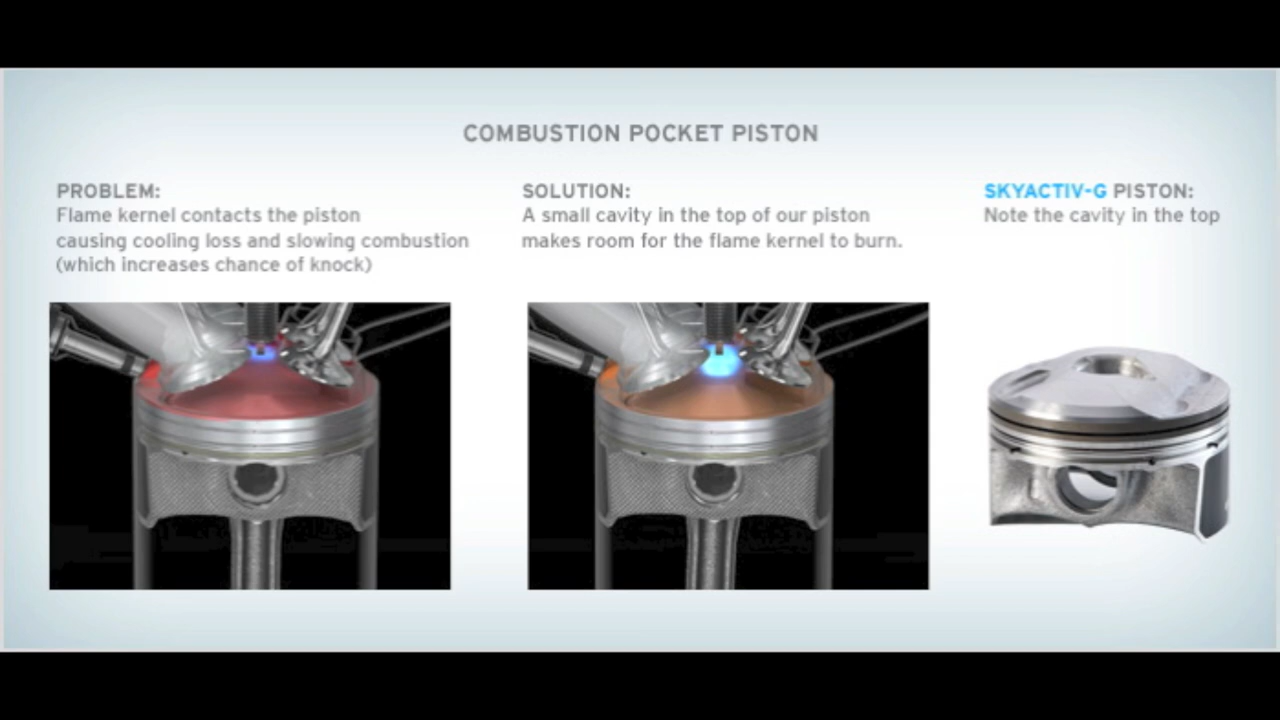 COMBUSTION POCKET PISTON
PROBLEM:
Flame kernel contacts the piston
causing cooling loss and slowing combustion
(which increases chance of knock)
SOLUTION:
A small cavity in the top of our piston
makes room for the flame kernel to burn.
SKYACTIV-G PISTON:
Note the cavity in the top